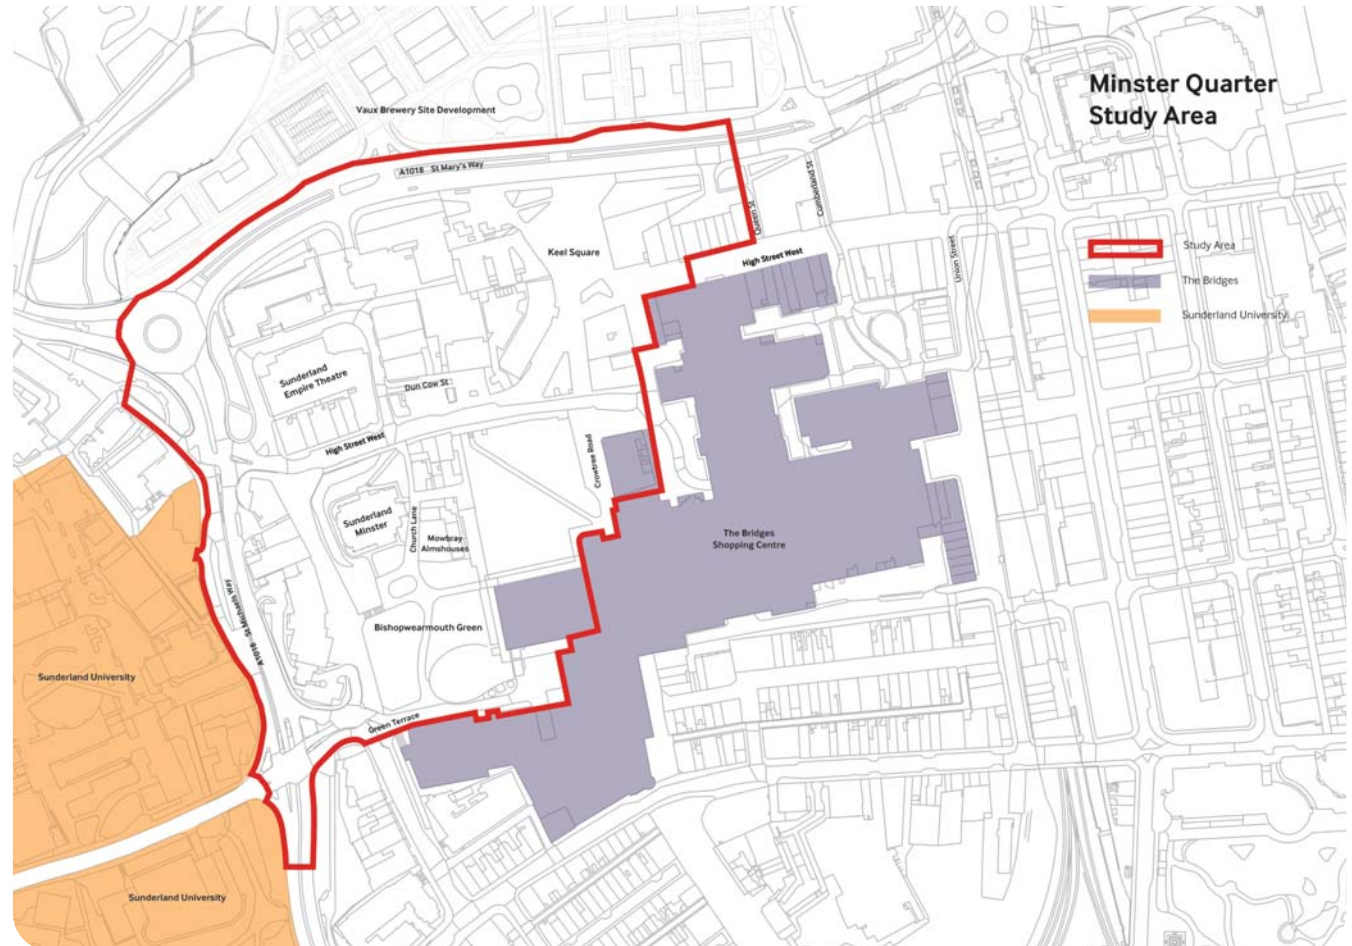 Minster Quarter
Study Area
Vaux Brewery Site Development
A1018 St Mary's Way
Queen St
Cumberland St
Union Street
Keel Square
High Street West
Study Area
The Bridges
Sunderland University
Sunderland
Empire Theatre
Dun Cow St
High Street West
Crowtree Road
Sunderland
Minster
Church Lane
Mowbray
Almshouses
The Bridges
Shopping Centre
A1018 - St Michaels Way
Bishopwearmouth Green
Sunderland University
Green Terrace
Sunderland University